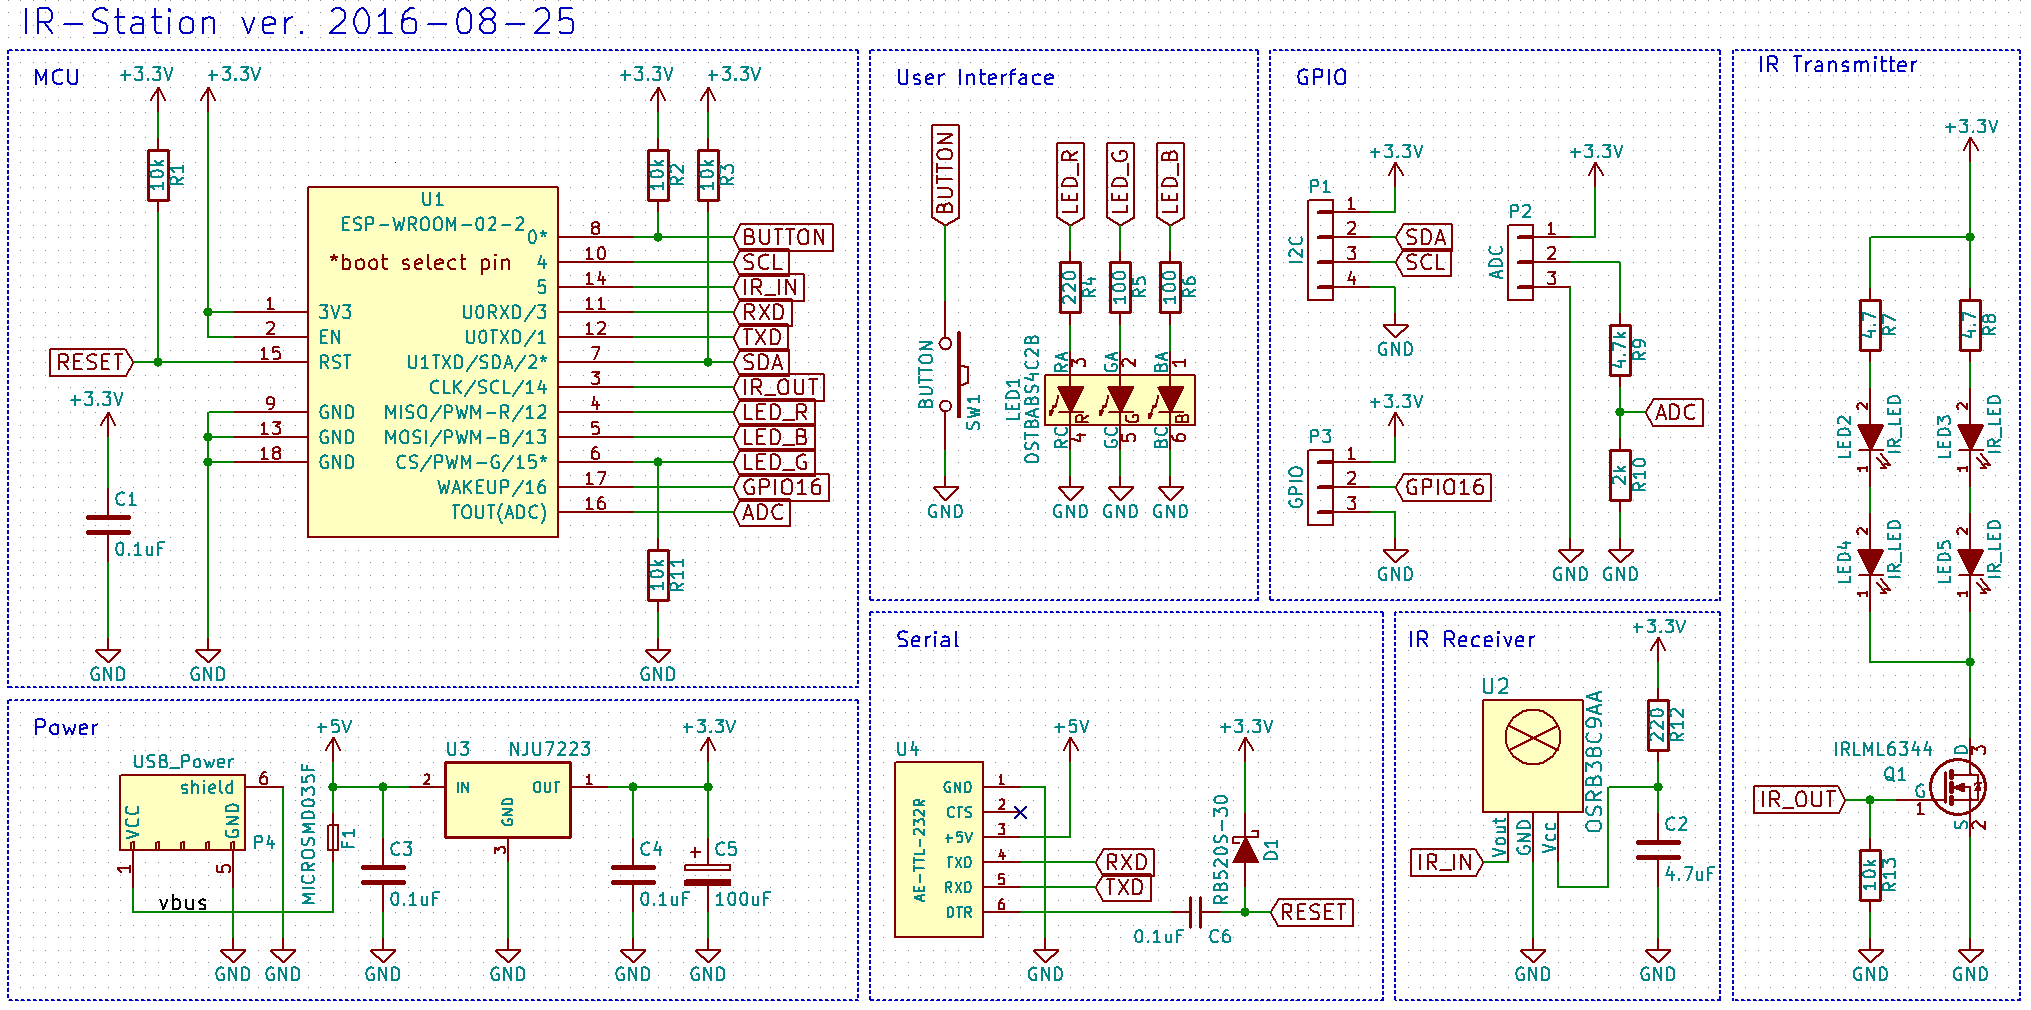 IR-Station ver. 2016-08-25
MCU
+3.3V
+3.3V
+3.3V
+3.3V
10k
R1
10k
R2
10k
R3
U1
ESP-WROOM-02-2
*boot select pin
1
3V3
2
EN
15
RST
9
GND
13
GND
18
GND
0*
8
BUTTON
4
10
SCL
5
14
IR_IN
U0RXD/3
11
RXD
U0TXD/1
12
TXD
U1TXD/SDA/2*
7
SDA
CLK/SCL/14
3
IR_OUT
MISO/PWM-R/12
4
LED_R
MOSI/PWM-B/13
5
LED_B
CS/PWM-G/15*
6
LED_G
WAKEUP/16
17
GPIO16
TOUT(ADC)
16
ADC
RESET
+3.3V
C1
0.1uF
10k
R11
GND
GND
GND
User Interface
BUTTON
LED_R
LED_G
LED_B
220
R4
100
R5
100
R6
BUTTON
SW1
LED1
OSTBABS4C2B
RA
3
GA
2
BA
1
R
G
B
RC
4
GC
5
BC
6
GND
GND
GND
GND
GPIO
+3.3V
P1
I2C
1
2
3
4
SDA
SCL
GND
+3.3V
P2
ADC
1
2
3
4.7k
R9
ADC
2k
R10
GND
GND
+3.3V
P3
GPIO
1
2
3
GPIO16
GND
IR Transmitter
+3.3V
4.7
R7
4.7
R8
LED2
2
1
IR_LED
LED3
2
1
IR_LED
LED4
2
1
IR_LED
LED5
2
1
IR_LED
IRLML6344
Q1
D
3
G
1
S
2
IR_OUT
10k
R13
GND
GND
Power
USB_Power
shield
6
VCC
GND
P4
1
5
vbus
+5V
MICROSMD035F
F1
C3
0.1uF
U3
NJU7223
2
IN
OUT
1
GND
3
+3.3V
C4
0.1uF
C5
+
100uF
GND
GND
GND
GND
GND
GND
Serial
U4
AE-TTL-232R
GND
1
CTS
2
+5V
3
TXD
4
RXD
5
DTR
6
+5V
RXD
TXD
+3.3V
RB520S-30
D1
0.1uF
C6
RESET
GND
IR Receiver
+3.3V
U2
OSRB38C9AA
Vout
GND
Vcc
IR_IN
220
R12
C2
4.7uF
GND
GND